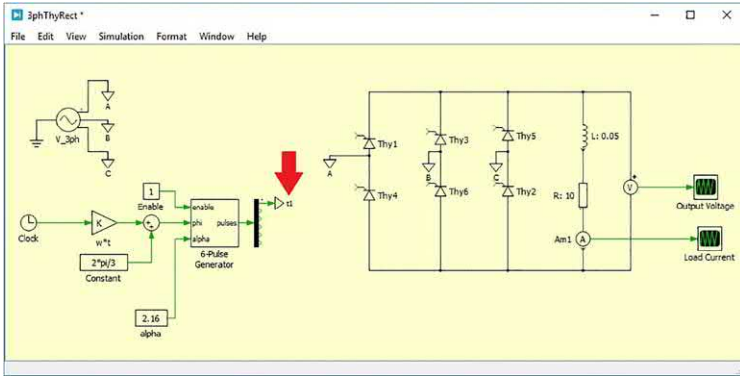 3phThyRect *
File Edit View Simulation Format Window Help
A
B
C
V_3ph
1
Enable
enable
phi
alpha
pulses
6-Pulse
Generator
t1
Clock
K
w*t
+
+
2*pi/3
Constant
2.16
alpha
A
Thy1
Thy4
Thy3
B
Thy6
Thy5
C
Thy2
L: 0.05
R: 10
Am1
A
+
V
Output Voltage
Load Current